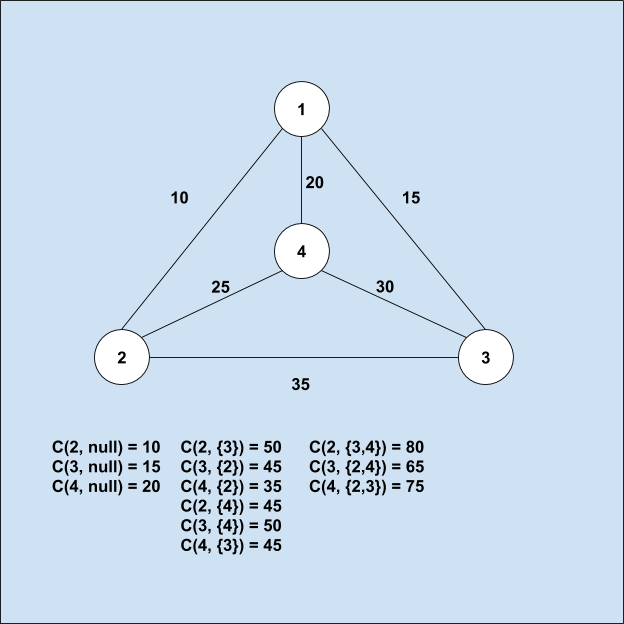 1
10
20
15
4
25
30
2
3
35
C(2, null) = 10
C(3, null) = 15
C(4, null) = 20
C(2, {3}) = 50
C(3, {2}) = 45
C(4, {2}) = 35
C(2, {4}) = 45
C(3, {4}) = 50
C(4, {3}) = 45
C(2, {3,4}) = 80
C(3, {2,4}) = 65
C(4, {2,3}) = 75